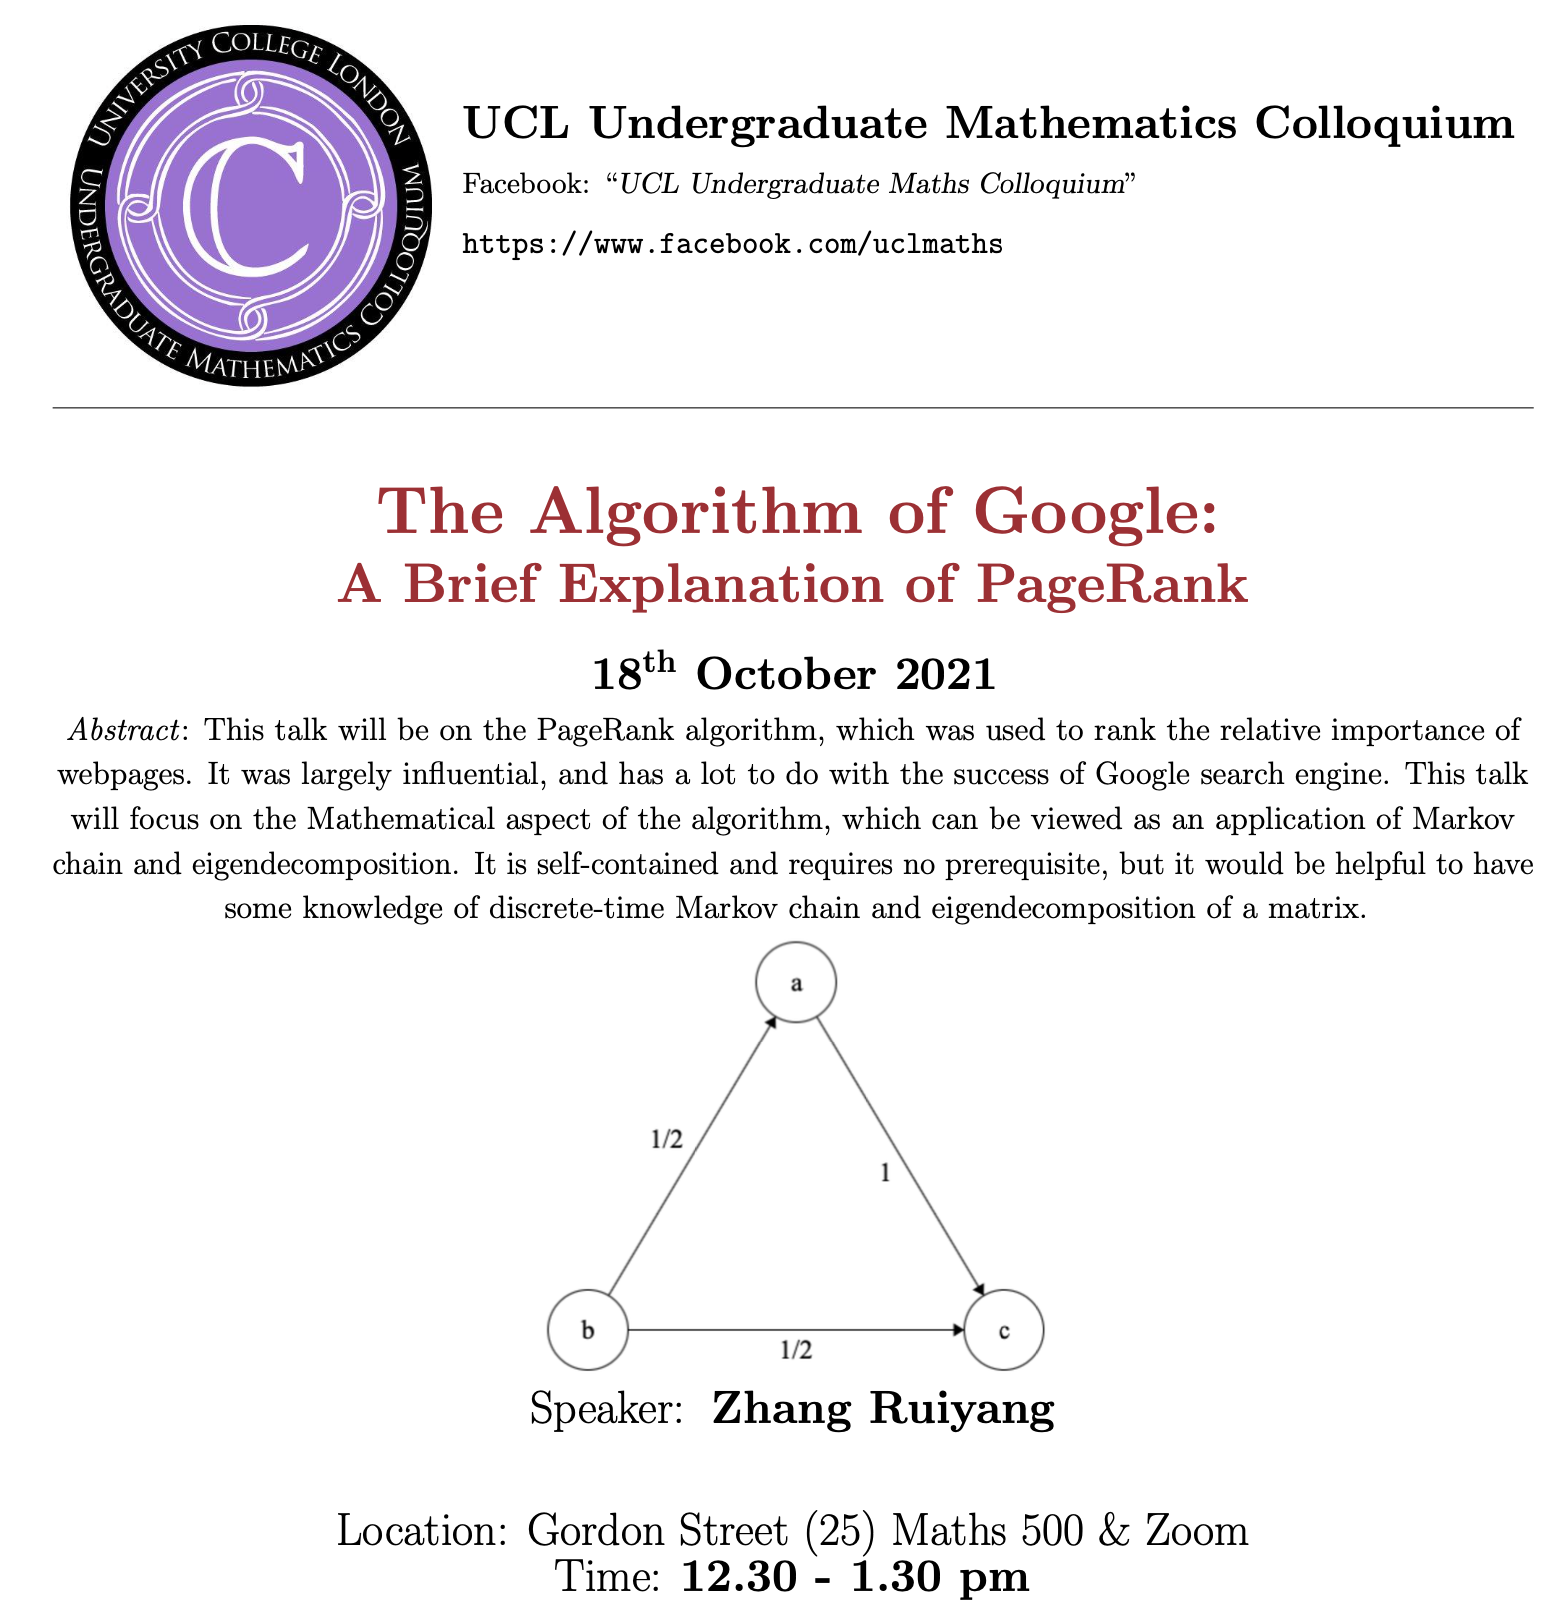 UNIVERSITY COLLEGE LONDON
UNDERGRADUATE MATHEMATICS COLLOQUIUM
C
UCL Undergraduate Mathematics Colloquium
Facebook: “UCL Undergraduate Maths Colloquium”
https://www.facebook.com/uclmaths
The Algorithm of Google:
A Brief Explanation of PageRank
18th October 2021
Abstract: This talk will be on the PageRank algorithm, which was used to rank the relative importance of
webpages. It was largely influential, and has a lot to do with the success of Google search engine. This talk
will focus on the Mathematical aspect of the algorithm, which can be viewed as an application of Markov
chain and eigendecomposition. It is self-contained and requires no prerequisite, but it would be helpful to have
some knowledge of discrete-time Markov chain and eigendecomposition of a matrix.
a
1/2
1
b
c
1/2
Speaker: Zhang Ruiyang
Location: Gordon Street (25) Maths 500 & Zoom
Time: 12.30 - 1.30 pm